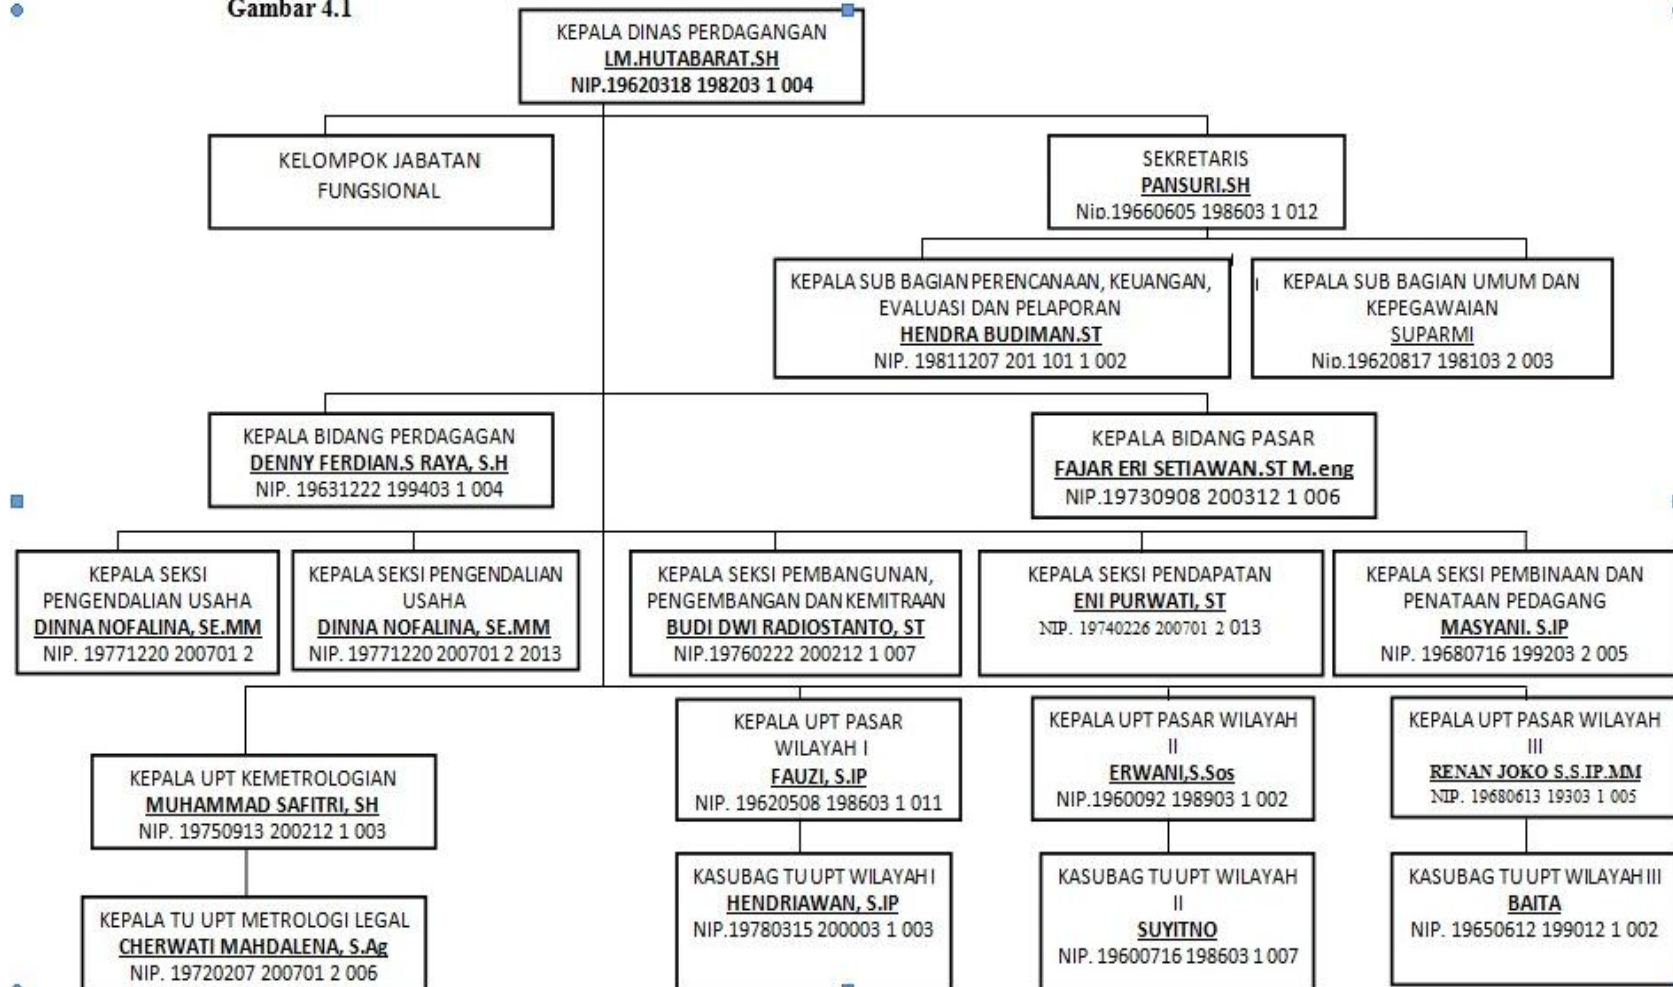 Gambar 4.1
KEPALA DINAS PERDAGANGAN
LM.HUTABARAT.SH
NIP.19620318 198203 1 004
KELOMPOK JABATAN
FUNGSIONAL
SEKRETARIS
PANSURI.SH
Nip.19660605 198603 1 012
KEPALA SUB BAGIAN PERENCANAAN, KEUANGAN,
EVALUASI DAN PELAPORAN
HENDRA BUDIMAN.ST
NIP. 19811207 201 101 1 002
KEPALA SUB BAGIAN UMUM DAN
KEPEGAWAIAN
SUPARMI
Nip.19620817 198103 2 003
KEPALA BIDANG PERDAGAGAN
DENNY FERDIAN.S RAYA, S.H
NIP. 19631222 199403 1 004
KEPALA BIDANG PASAR
FAJAR ERI SETIAWAN.ST M.eng
NIP.19730908 200312 1 006
KEPALA SEKSI
PENGENDALIAN USAHA
DINNA NOFALINA, SE.MM
NIP. 19771220 200701 2
KEPALA SEKSI PENGENDALIAN
USAHA
DINNA NOFALINA, SE.MM
NIP. 19771220 200701 2 2013
KEPALA SEKSI PEMBANGUNAN,
PENGEMBANGAN DAN KEMITRAAN
BUDI DWI RADIOSTANTO, ST
NIP.19760222 200212 1 007
KEPALA SEKSI PENDAPATAN
ENI PURWATI, ST
NIP. 19740226 200701 2 013
KEPALA SEKSI PEMBINAAN DAN
PENATAAN PEDAGANG
MASYANI. S.IP
NIP. 19680716 199203 2 005
KEPALA UPT KEMETROLOGIAN
MUHAMMAD SAFITRI, SH
NIP. 19750913 200212 1 003
KEPALA UPT PASAR
WILAYAH I
FAUZI, S.IP
NIP. 19620508 198603 1 011
KEPALA UPT PASAR WILAYAH
II
ERWANI,S.Sos
NIP.1960092 198903 1 002
KEPALA UPT PASAR WILAYAH
III
RENAN JOKO S.S.IP.MM
NIP. 19680613 19303 1 005
KEPALA TU UPT METROLOGI LEGAL
CHERWATI MAHDALENA, S.Ag
NIP. 19720207 200701 2 006
KASUBAG TU UPT WILAYAH I
HENDRIAWAN, S.IP
NIP.19780315 200003 1 003
KASUBAG TU UPT WILAYAH
II
SUYITNO
NIP. 19600716 198603 1 007
KASUBAG TU UPT WILAYAH III
BAITA
NIP. 19650612 199012 1 002